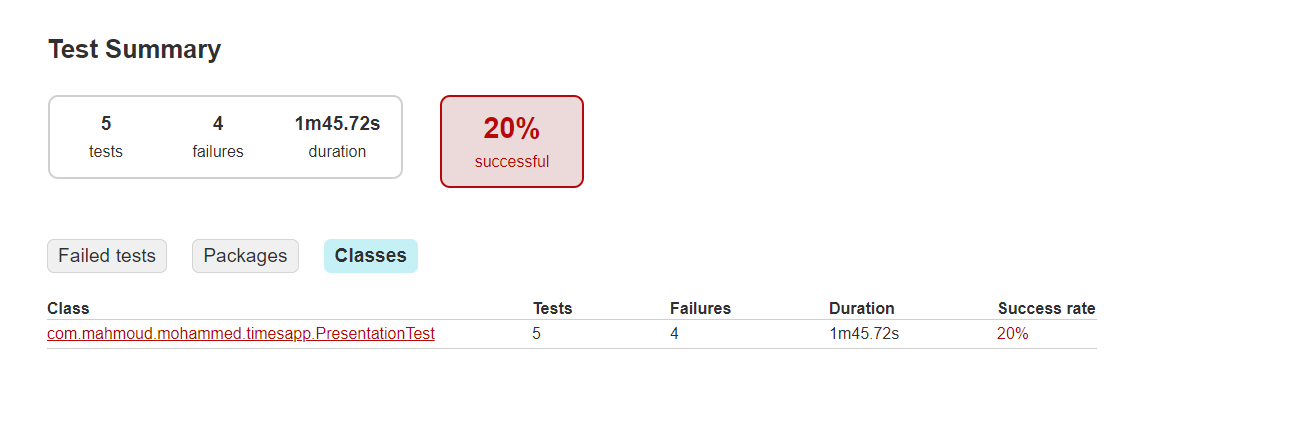 Test Summary
5 4 1m45.72s
tests failures duration
20%
successful
Failed tests Packages Classes
Class Tests Failures Duration Success rate
com.mahmoud.mohammed.timesapp.PresentationTest 5 4 1m45.72s 20%